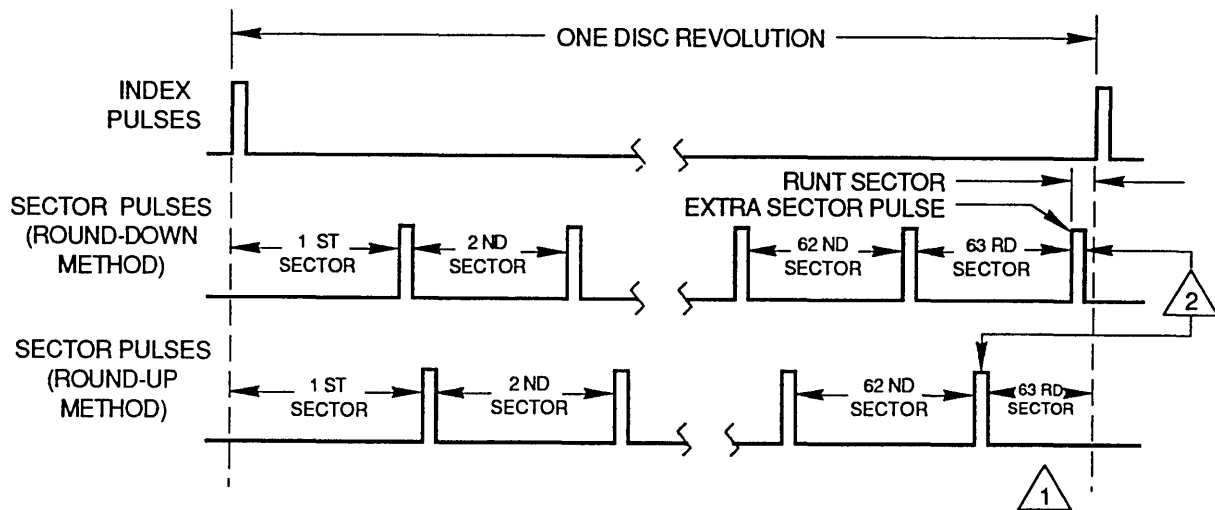 ONE DISC REVOLUTION
INDEX
PULSES
RUNT SECTOR
EXTRA SECTOR PULSE
SECTOR PULSES
(ROUND-DOWN
METHOD)
1 ST
SECTOR
2 ND
SECTOR
62 ND
SECTOR
63 RD
SECTOR
2
SECTOR PULSES
(ROUND-UP
METHOD)
1 ST
SECTOR
2 ND
SECTOR
62 ND
SECTOR
63 RD
SECTOR
1